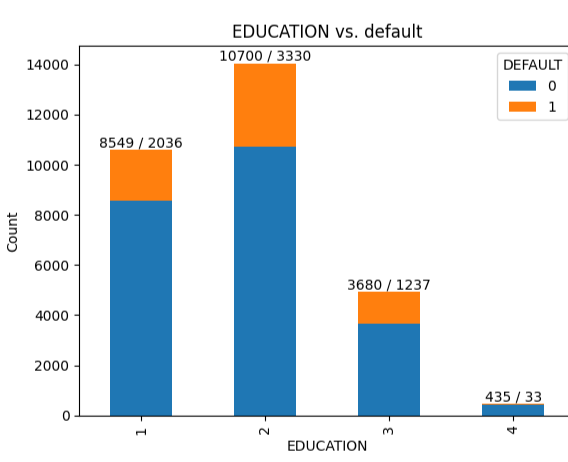 EDUCATION vs. default
10700 / 3330
14000
DEFAULT
0
1
12000
8549 / 2036
10000
8000
Count
6000
3680 / 1237
4000
2000
435 / 33
0
1
2
3
4
EDUCATION